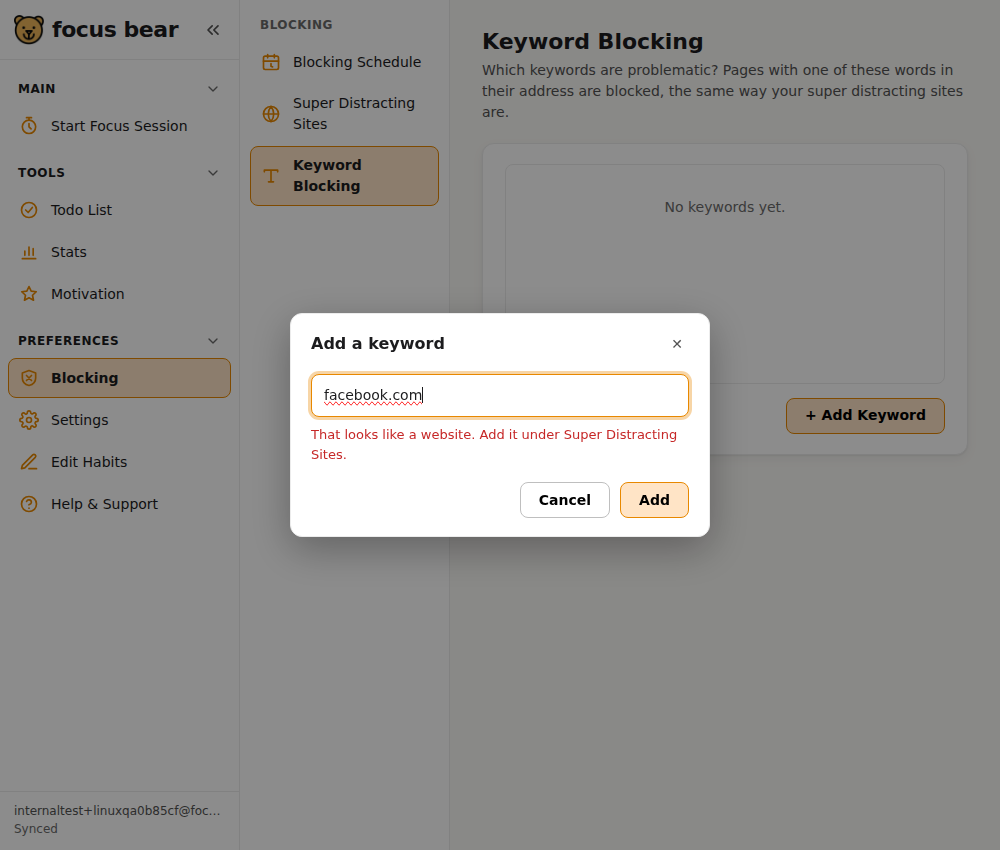 focus bear
MAIN
Start Focus Session
TOOLS
Todo List
Stats
Motivation
PREFERENCES
Blocking
Settings
Edit Habits
Help & Support
internaltest+linuxqa0b85cf@foc...
Synced
BLOCKING
Blocking Schedule
Super Distracting
Sites
Keyword
Blocking
Keyword Blocking
Which keywords are problematic? Pages with one of these words in
their address are blocked, the same way your super distracting sites
are.
No keywords yet.
+ Add Keyword
Add a keyword
facebook.com
That looks like a website. Add it under Super Distracting
Sites.
Cancel
Add